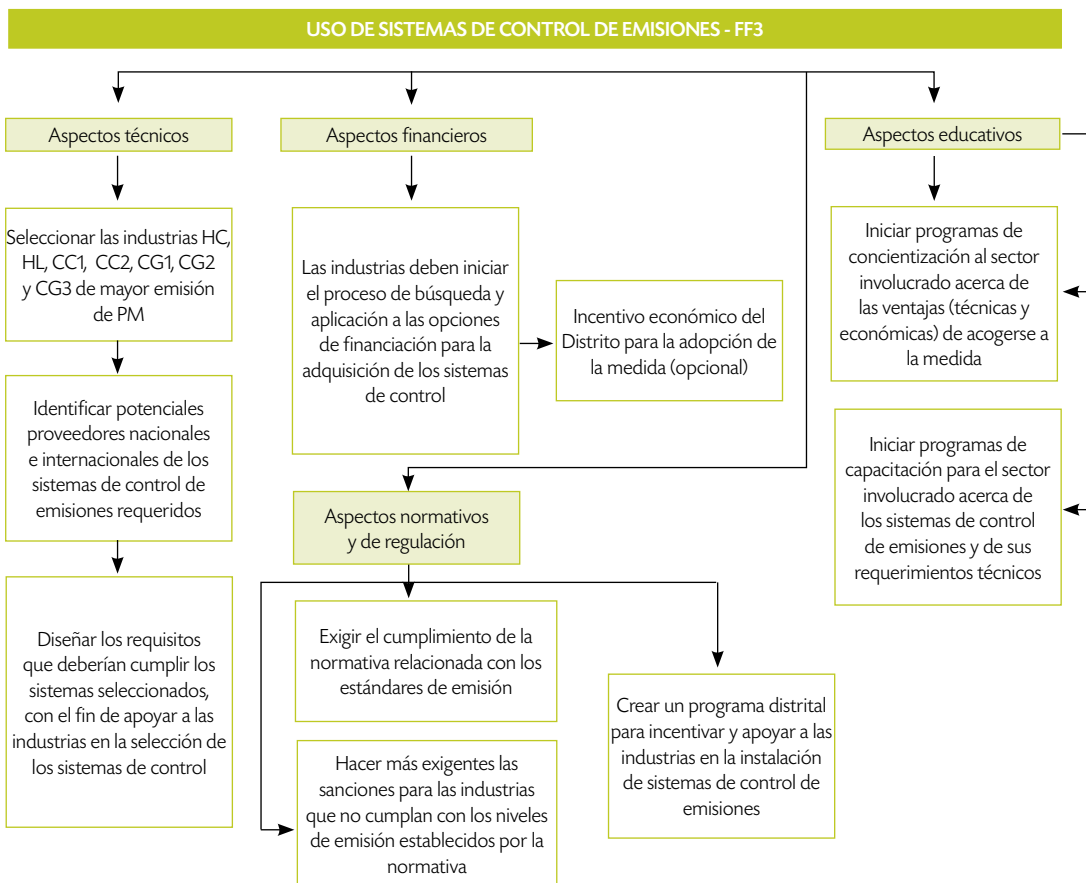 USO DE SISTEMAS DE CONTROL DE EMISIONES - FF3
Aspectos técnicos
Seleccionar las industrias HC,
HL, CC1, CC2, CG1, CG2
y CG3 de mayor emisión
de PM
Identificar potenciales
proveedores nacionales
e internacionales de los
sistemas de control de
emisiones requeridos
Diseñar los requisitos
que deberían cumplir los
sistemas seleccionados,
con el fin de apoyar a las
industrias en la selección de
los sistemas de control
Aspectos financieros
Las industrias deben iniciar
el proceso de búsqueda y
aplicación a las opciones
de financiación para la
adquisición de los sistemas
de control
Incentivo económico del
Distrito para la adopción de
la medida (opcional)
Aspectos normativos
y de regulación
Exigir el cumplimiento de la
normativa relacionada con los
estándares de emisión
Hacer más exigentes las
sanciones para las industrias
que no cumplan con los niveles
de emisión establecidos por la
normativa
Crear un programa distrital
para incentivar y apoyar a las
industrias en la instalación
de sistemas de control de
emisiones
Aspectos educativos
Iniciar programas de
concientización al sector
involucrado acerca de
las ventajas (técnicas y
económicas) de acogerse a
la medida
Iniciar programas de
capacitación para el sector
involucrado acerca de
los sistemas de control
de emisiones y de sus
requerimientos técnicos